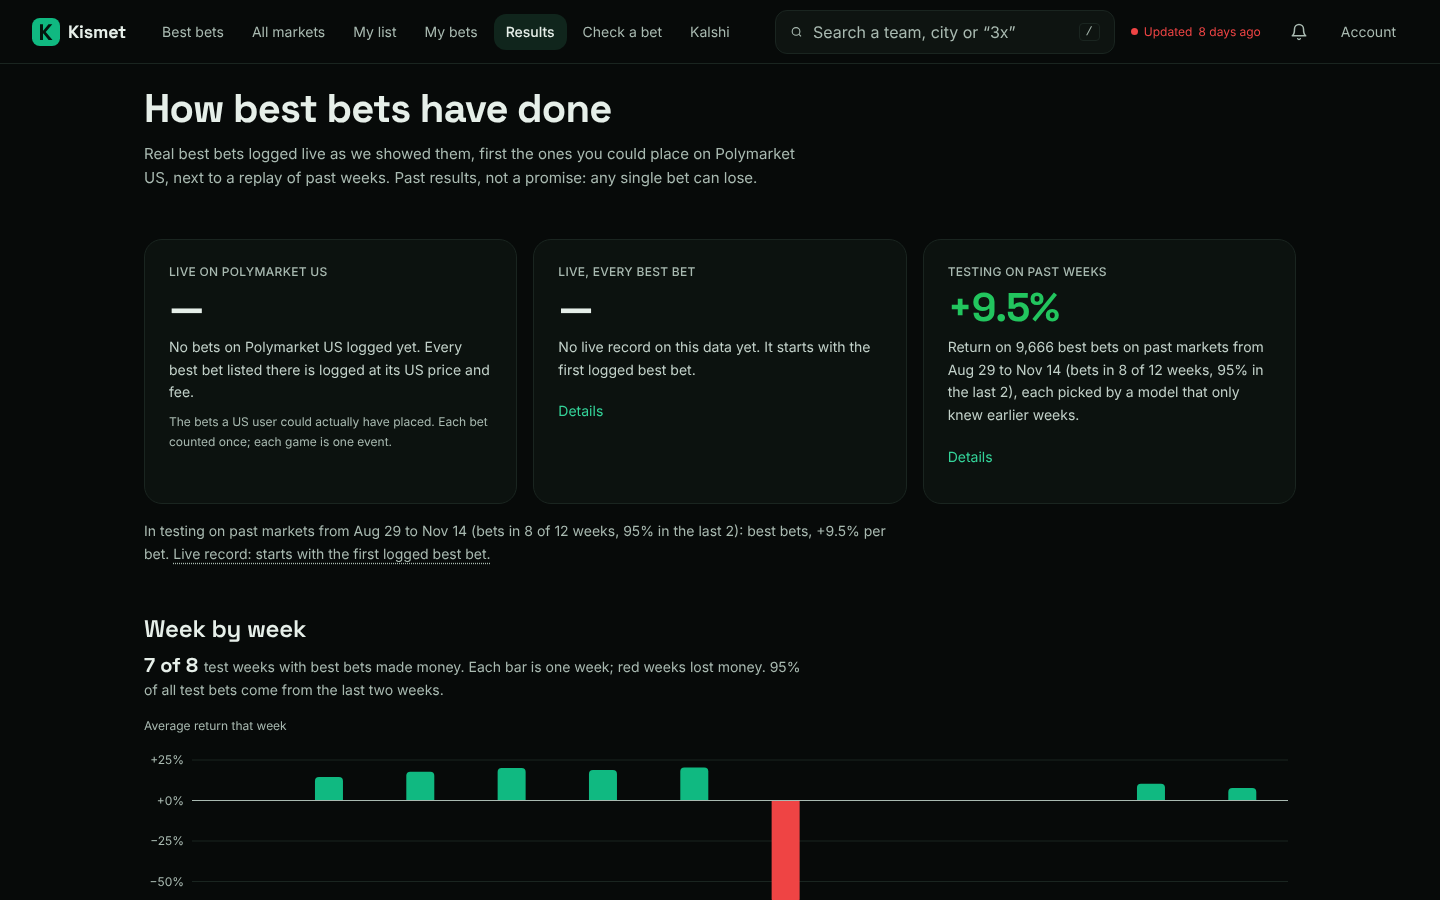 K Kismet
Best bets
All markets
My list
My bets
Results
Check a bet
Kalshi
Search a team, city or “3x”
/
Updated 8 days ago
Account
How best bets have done
Real best bets logged live as we showed them, first the ones you could place on Polymarket
US, next to a replay of past weeks. Past results, not a promise: any single bet can lose.
LIVE ON POLYMARKET US
—
No bets on Polymarket US logged yet. Every
best bet listed there is logged at its US price and
fee.
The bets a US user could actually have placed. Each bet
counted once; each game is one event.
LIVE, EVERY BEST BET
—
No live record on this data yet. It starts with the
first logged best bet.
Details
TESTING ON PAST WEEKS
+9.5%
Return on 9,666 best bets on past markets from
Aug 29 to Nov 14 (bets in 8 of 12 weeks, 95% in
the last 2), each picked by a model that only
knew earlier weeks.
Details
In testing on past markets from Aug 29 to Nov 14 (bets in 8 of 12 weeks, 95% in the last 2): best bets, +9.5% per
bet. Live record: starts with the first logged best bet.
Week by week
7 of 8 test weeks with best bets made money. Each bar is one week; red weeks lost money. 95%
of all test bets come from the last two weeks.
Average return that week
+25%
+0%
−25%
−50%